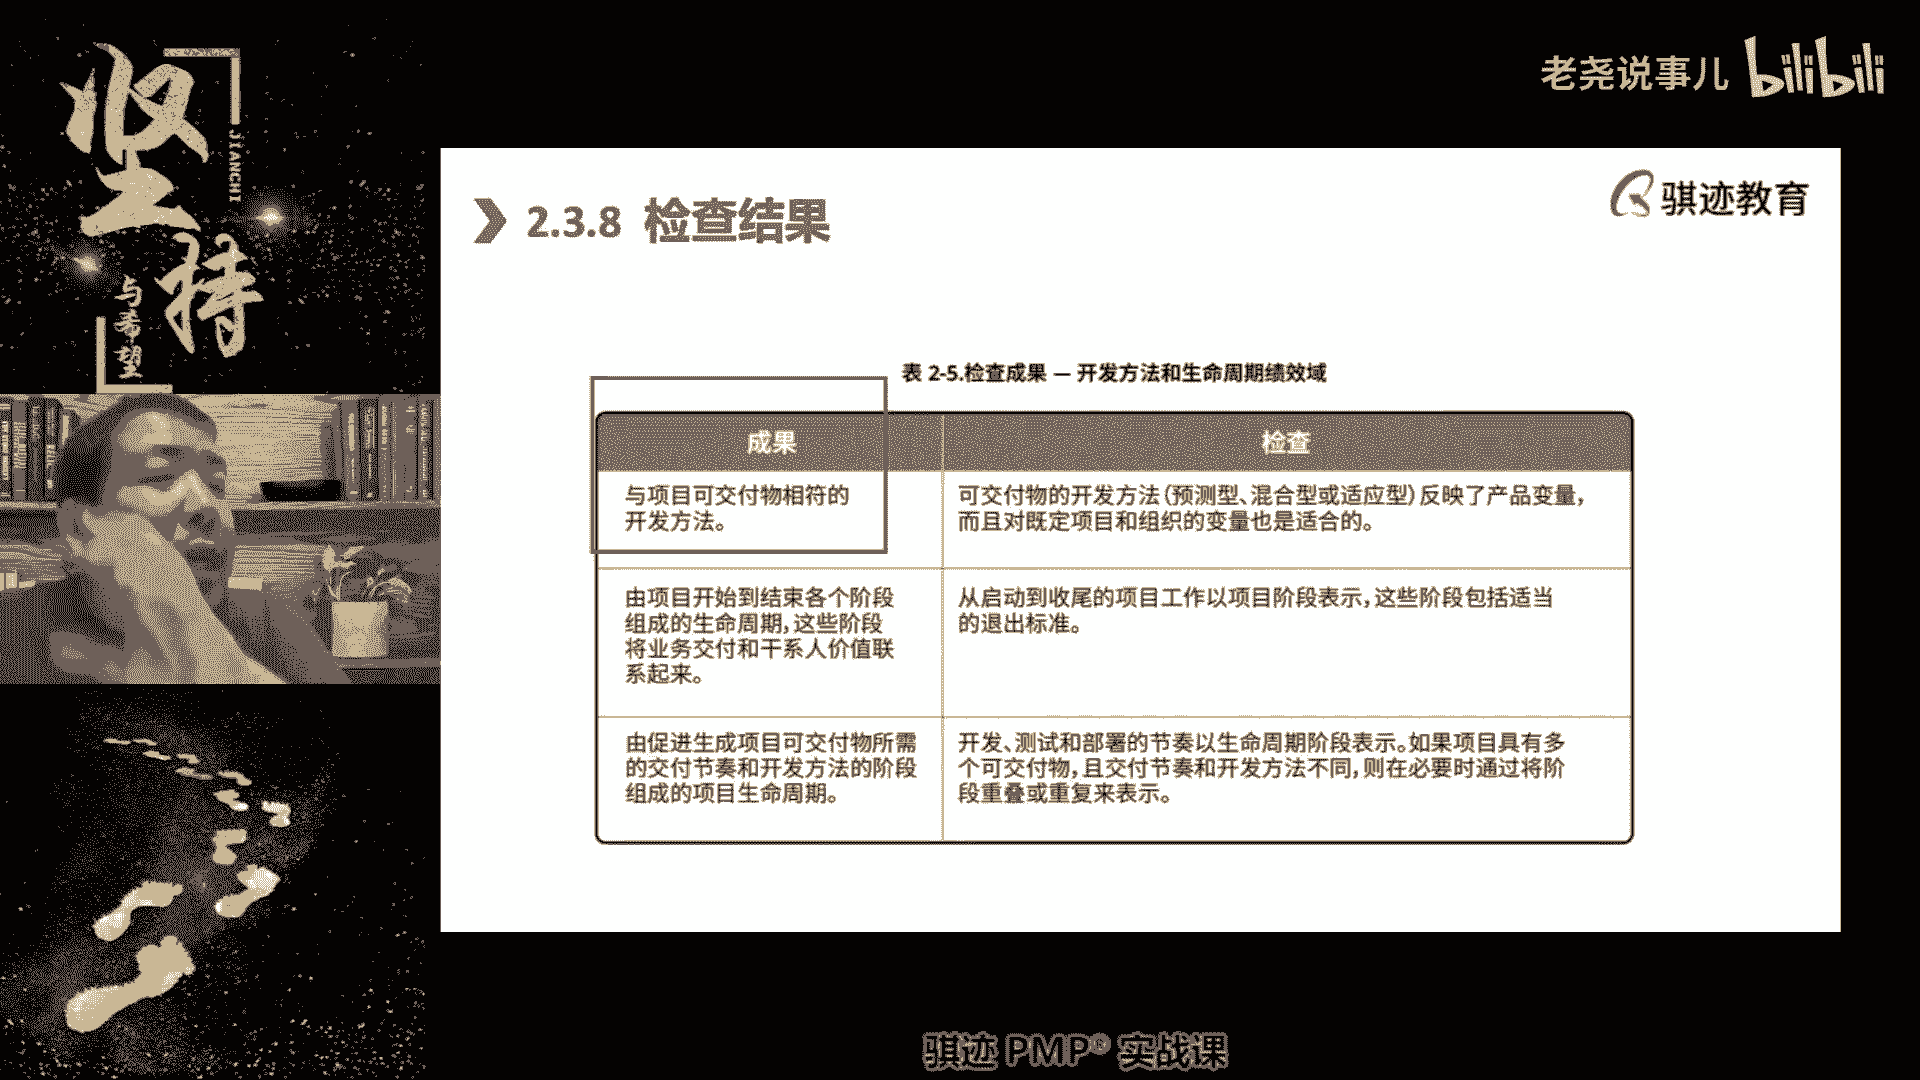 坚
持
JIANCHI
与希望
老尧说事儿 bilibili
骐迹教育
2.3.8 检查结果
表 2-5.检查成果 — 开发方法和生命周期绩效域
成果
检查
与项目可交付物相符的
开发方法。
可交付物的开发方法（预测型、混合型或适应型）反映了产品变量，
而且对既定项目和组织的变量也是适合的。
由项目开始到结束各个阶段
组成的生命周期，这些阶段
将业务交付和干系人价值联
系起来。
从启动到收尾的项目工作以项目阶段表示，这些阶段包括适当
的退出标准。
由促进生成项目可交付物所需
的交付节奏和开发方法的阶段
组成的项目生命周期。
开发、测试和部署的节奏以生命周期阶段表示。如果项目具有多
个可交付物，且交付节奏和开发方法不同，则在必要时通过将阶
段重叠或重复来表示。
骐迹 PMP® 实战课